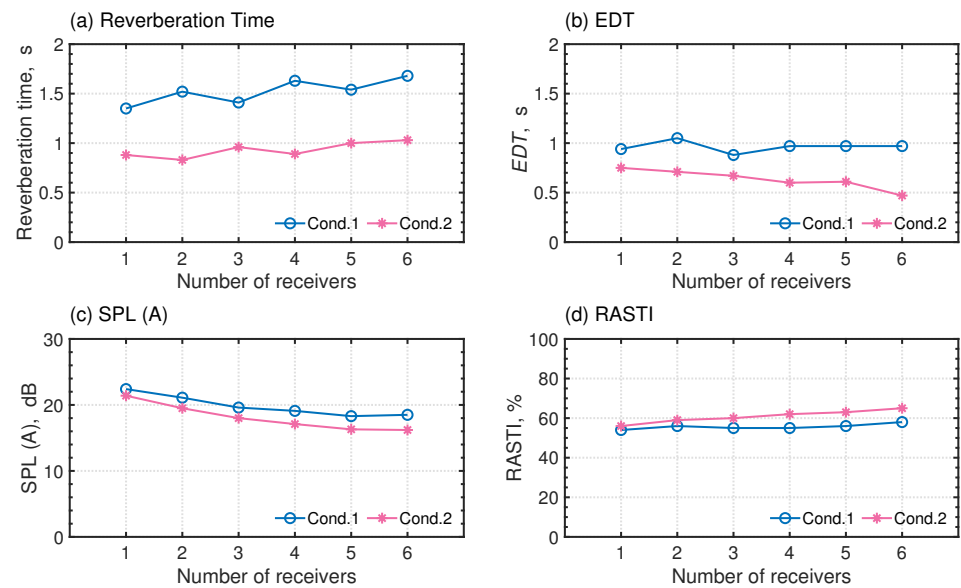 (a) Reverberation Time
Reverberation time, s
2
1.5
1
0.5
0
Cond.1 Cond.2
1 2 3 4 5 6
Number of receivers
(b) EDT
EDT, s
2
1.5
1
0.5
0
Cond.1 Cond.2
1 2 3 4 5 6
Number of receivers
(c) SPL (A)
SPL (A), dB
30
20
10
0
Cond.1 Cond.2
1 2 3 4 5 6
Number of receivers
(d) RASTI
RASTI, %
100
80
60
40
20
0
Cond.1 Cond.2
1 2 3 4 5 6
Number of receivers